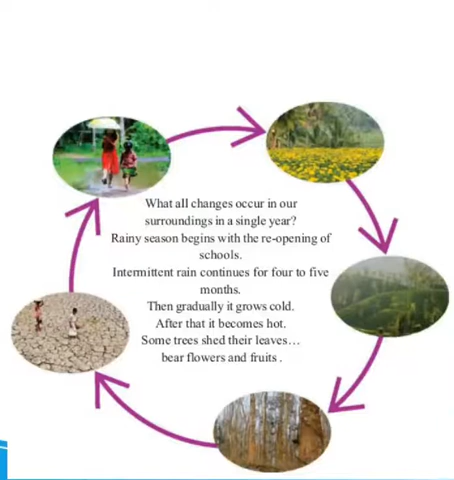 What all changes occur in our
surroundings in a single year?
Rainy season begins with the re-opening of
schools.
Intermittent rain continues for four to five
months.
Then gradually it grows cold.
After that it becomes hot.
Some trees shed their leaves…
bear flowers and fruits .